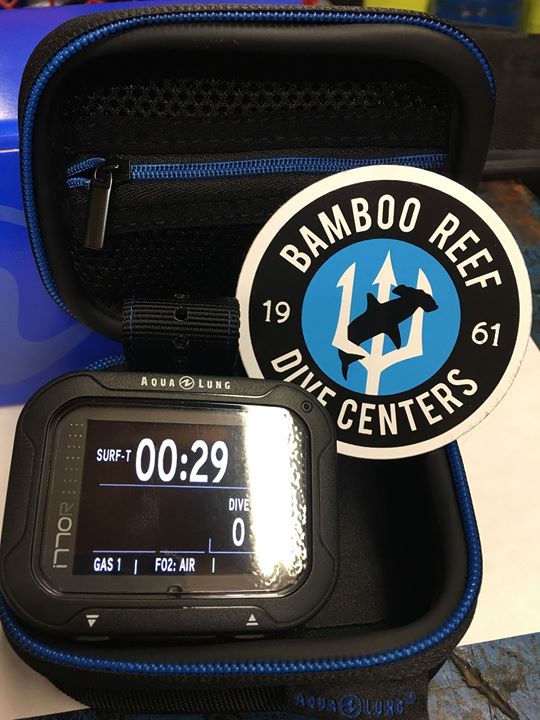 BAMBOO REEF
19 61
DIVE CENTERS
AQUA LUNG
SURF-T 00:29
DIVE
0
GAS 1 | FO2: AIR |
i770R
AQUA LUNG